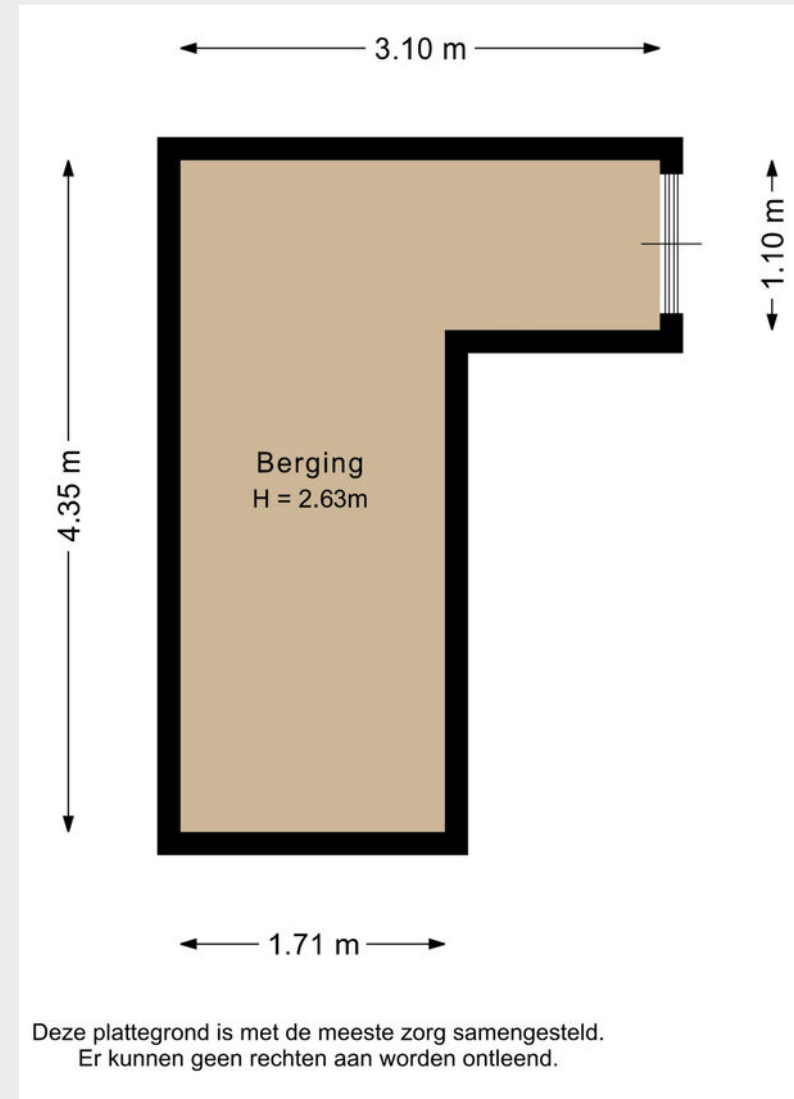 3.10 m
1.10 m
4.35 m
Berging
H = 2.63m
1.71 m
Deze plattegrond is met de meeste zorg samengesteld.
Er kunnen geen rechten aan worden ontleend.